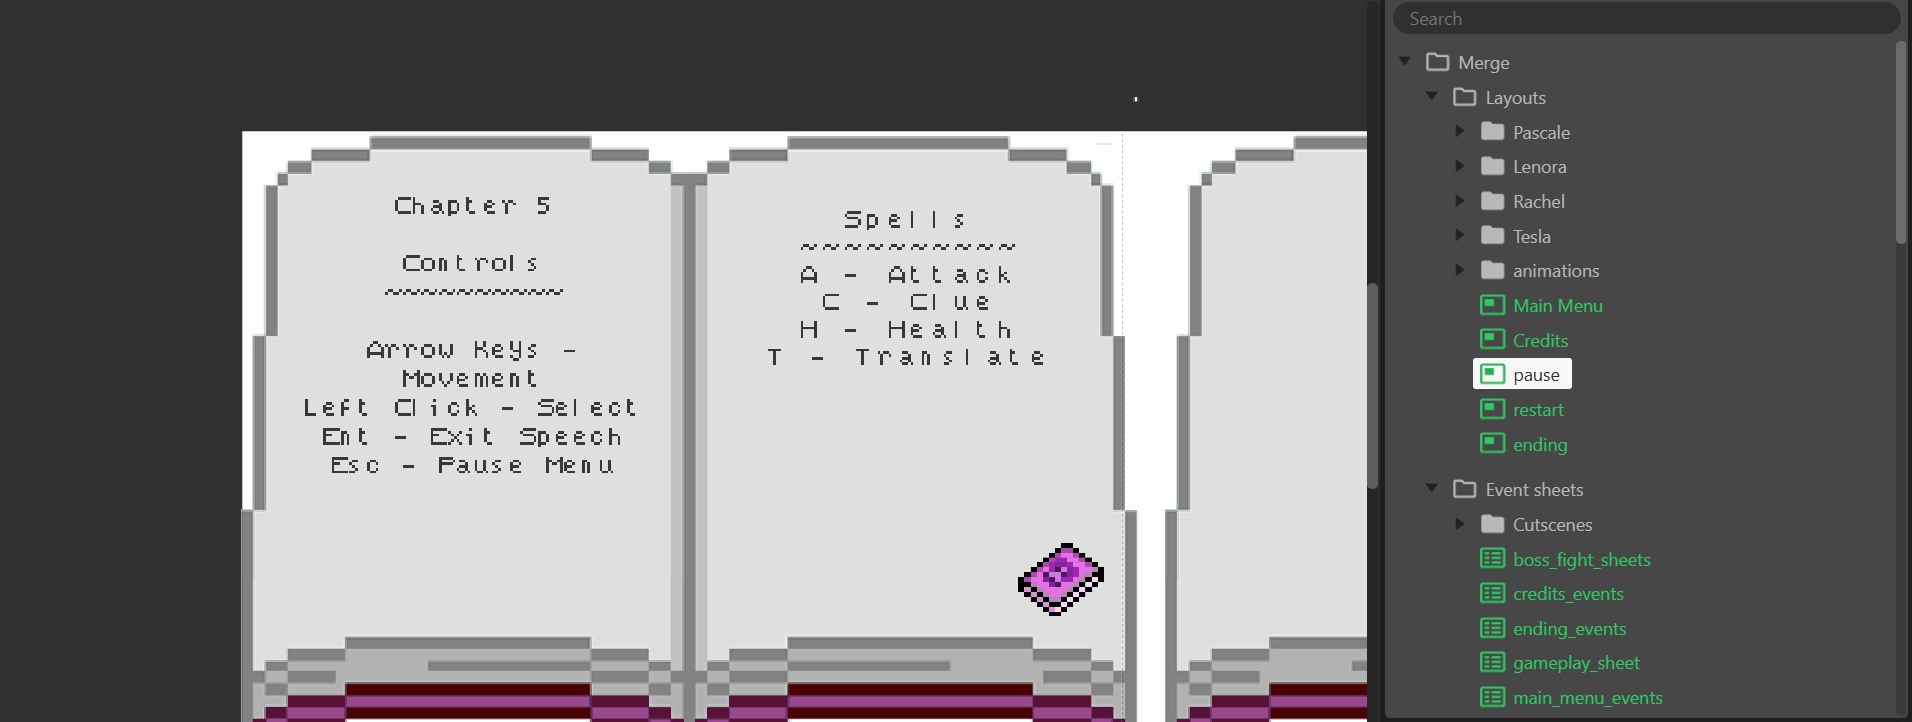 Chapter 5
Controls
~~~~~~~~~~~~~~~
Arrow Keys -
Movement
Left Click - Select
Ent - Exit Speech
Esc - Pause Menu
Spells
~~~~~~~~~~
A - Attack
C - Clue
H - Health
T - Translate
Search
Merge
Layouts
Pascale
Lenora
Rachel
Tesla
animations
Main Menu
Credits
pause
restart
ending
Event sheets
Cutscenes
boss_fight_sheets
credits_events
ending_events
gameplay_sheet
main_menu_events